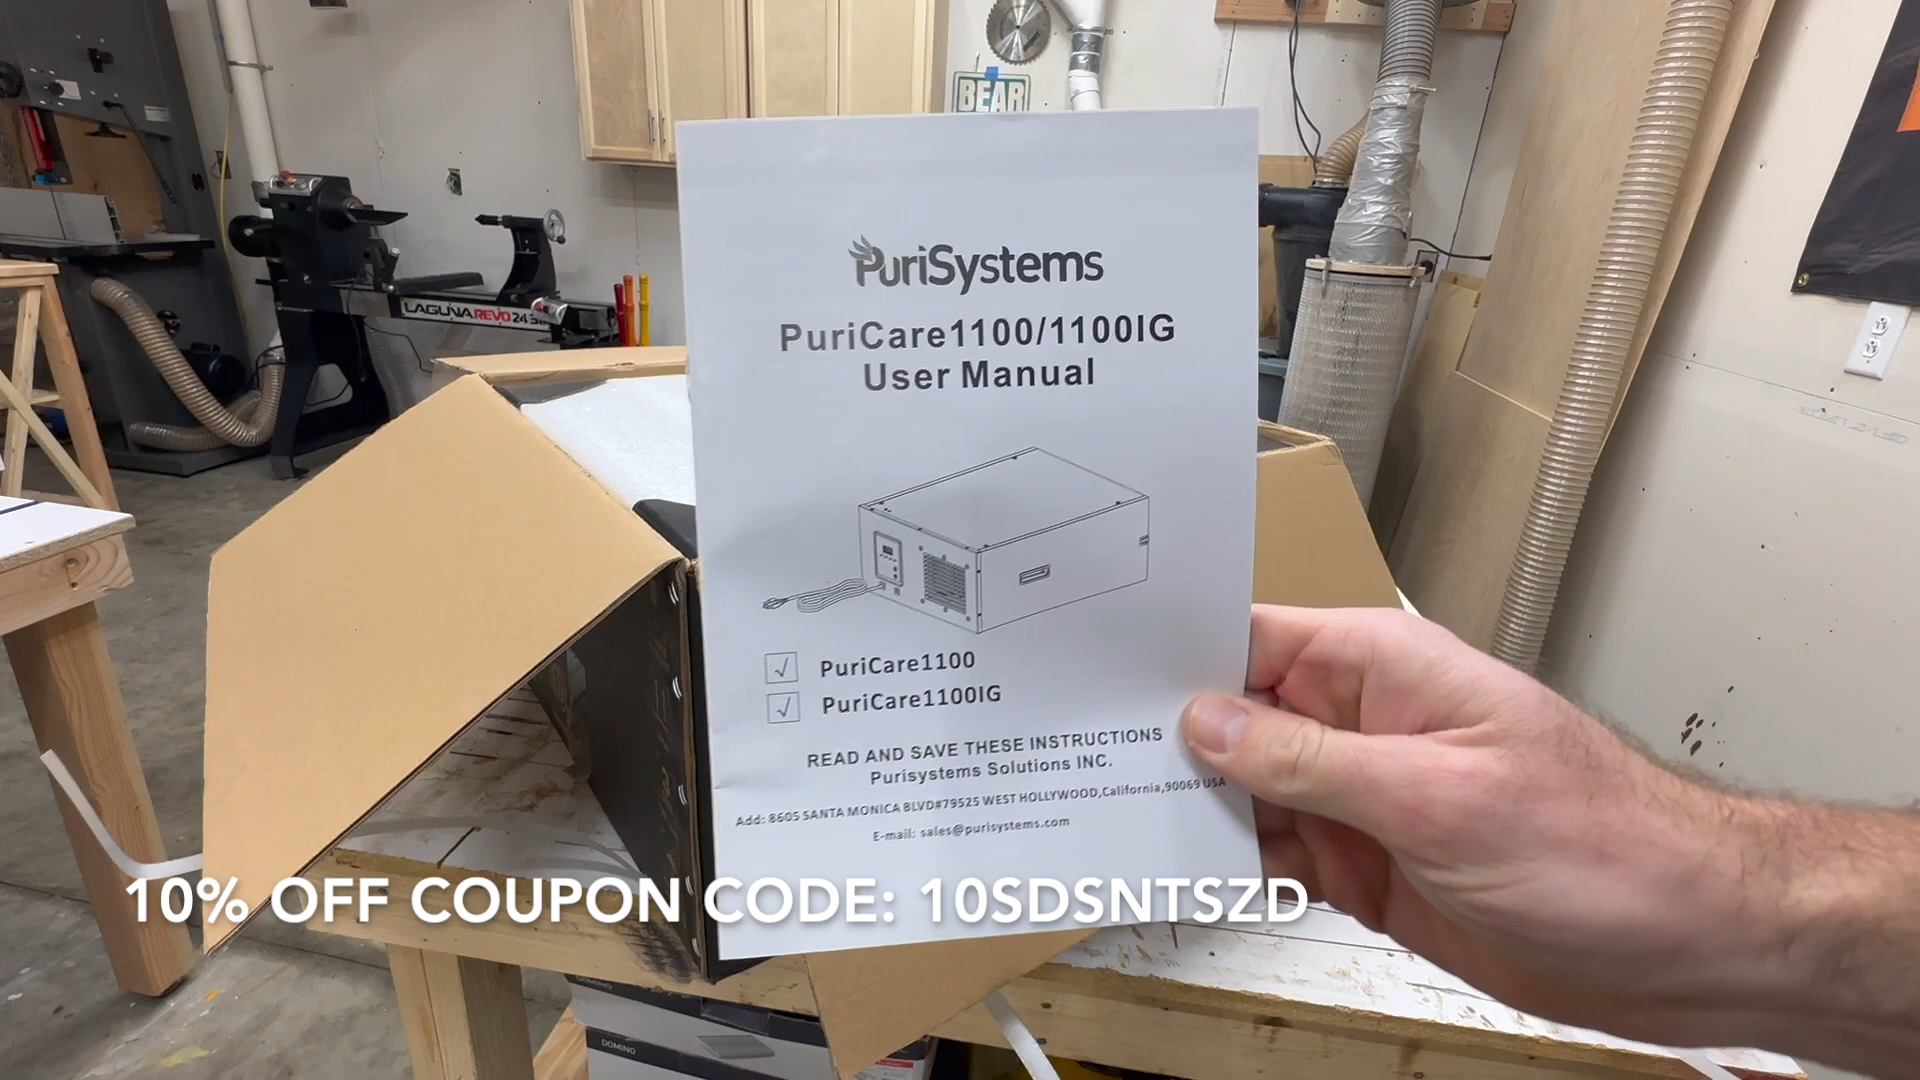 BEAR
LAGUNA REVO 24
PuriSystems
PuriCare1100/1100IG
User Manual
√ PuriCare1100
√ PuriCare1100IG
READ AND SAVE THESE INSTRUCTIONS
Purisystems Solutions INC.
Add: 8605 SANTA MONICA BLVD#79525 WEST HOLLYWOOD,California,90069 USA
E-mail: sales@purisystems.com
10% OFF COUPON CODE: 10SDSNTSZD
DOMINO
DOMINO